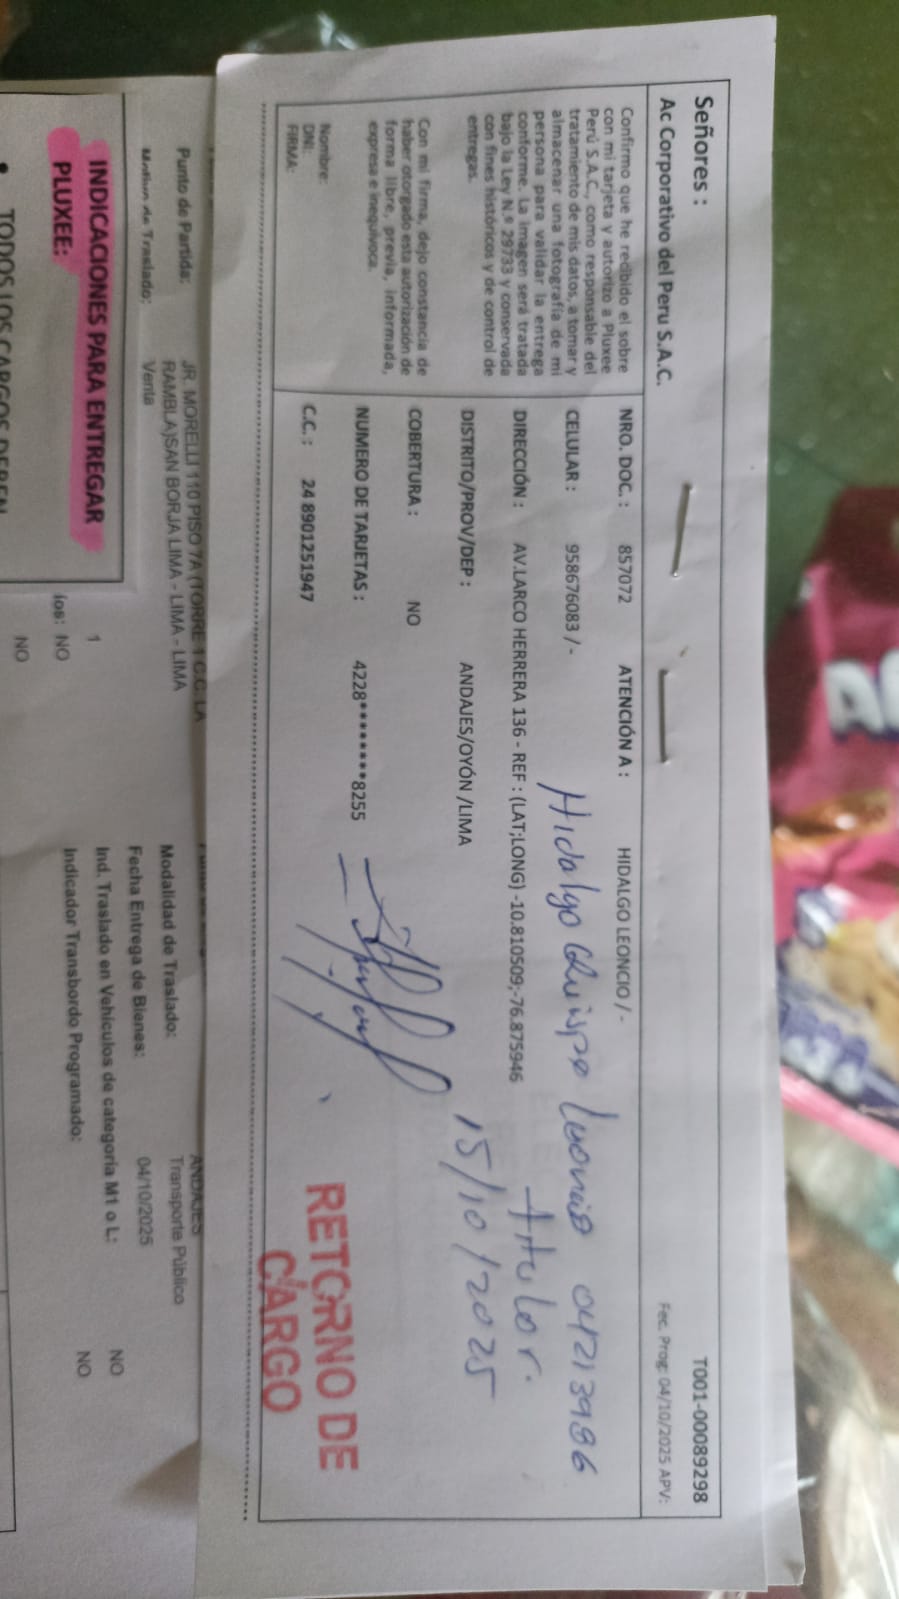 Señores :
T001-00089298
Ac Corporativo del Peru S.A.C.
Fec. Prog: 04/10/2025 APV:
Confirmo que he recibido el sobre
con mi tarjeta y autorizo a Pluxee
Perú S.A.C., como responsable del
tratamiento de mis datos, a tomar y
almacenar una fotografía de mi
persona para validar la entrega
conforme. La imagen será tratada
bajo la Ley N.º 29733 y conservada
con fines históricos y de control de
entregas.
Con mi firma, dejo constancia de
haber otorgado esta autorización de
forma libre, previa, informada,
expresa e inequívoca.
Nombre:
DNI:
FIRMA:
NRO. DOC. : 857072 ATENCIÓN A : HIDALGO LEONCIO / -
CELULAR : 958676083 / -
Hidalgo Quispe Leoncio 04213986
DIRECCIÓN : AV.LARCO HERRERA 136 - REF : (LAT;LONG) -10.810509;-76.875946
titular.
DISTRITO/PROV/DEP : ANDAJES/OYÓN /LIMA
15/10/2025
COBERTURA : NO
NUMERO DE TARJETAS : 4228********8255
C.C. : 24 8901251947
RETORNO DE
CARGO
ANDAJES
Punto de Partida: JR. MORELLI 110 PISO 7A (TORRE 1 C.C. LA
RAMBLA)SAN BORJA LIMA - LIMA
Modalidad de Traslado: Transporte Público
Motivo de Traslado: Venta
Fecha Entrega de Bienes: 04/10/2025
Ind. Traslado en Vehículos de categoría M1 o L: NO
Indicador Transbordo Programado: NO
1
ios: NO
NO
INDICACIONES PARA ENTREGAR
PLUXEE:
• TODOS LOS CARGOS DEBEN